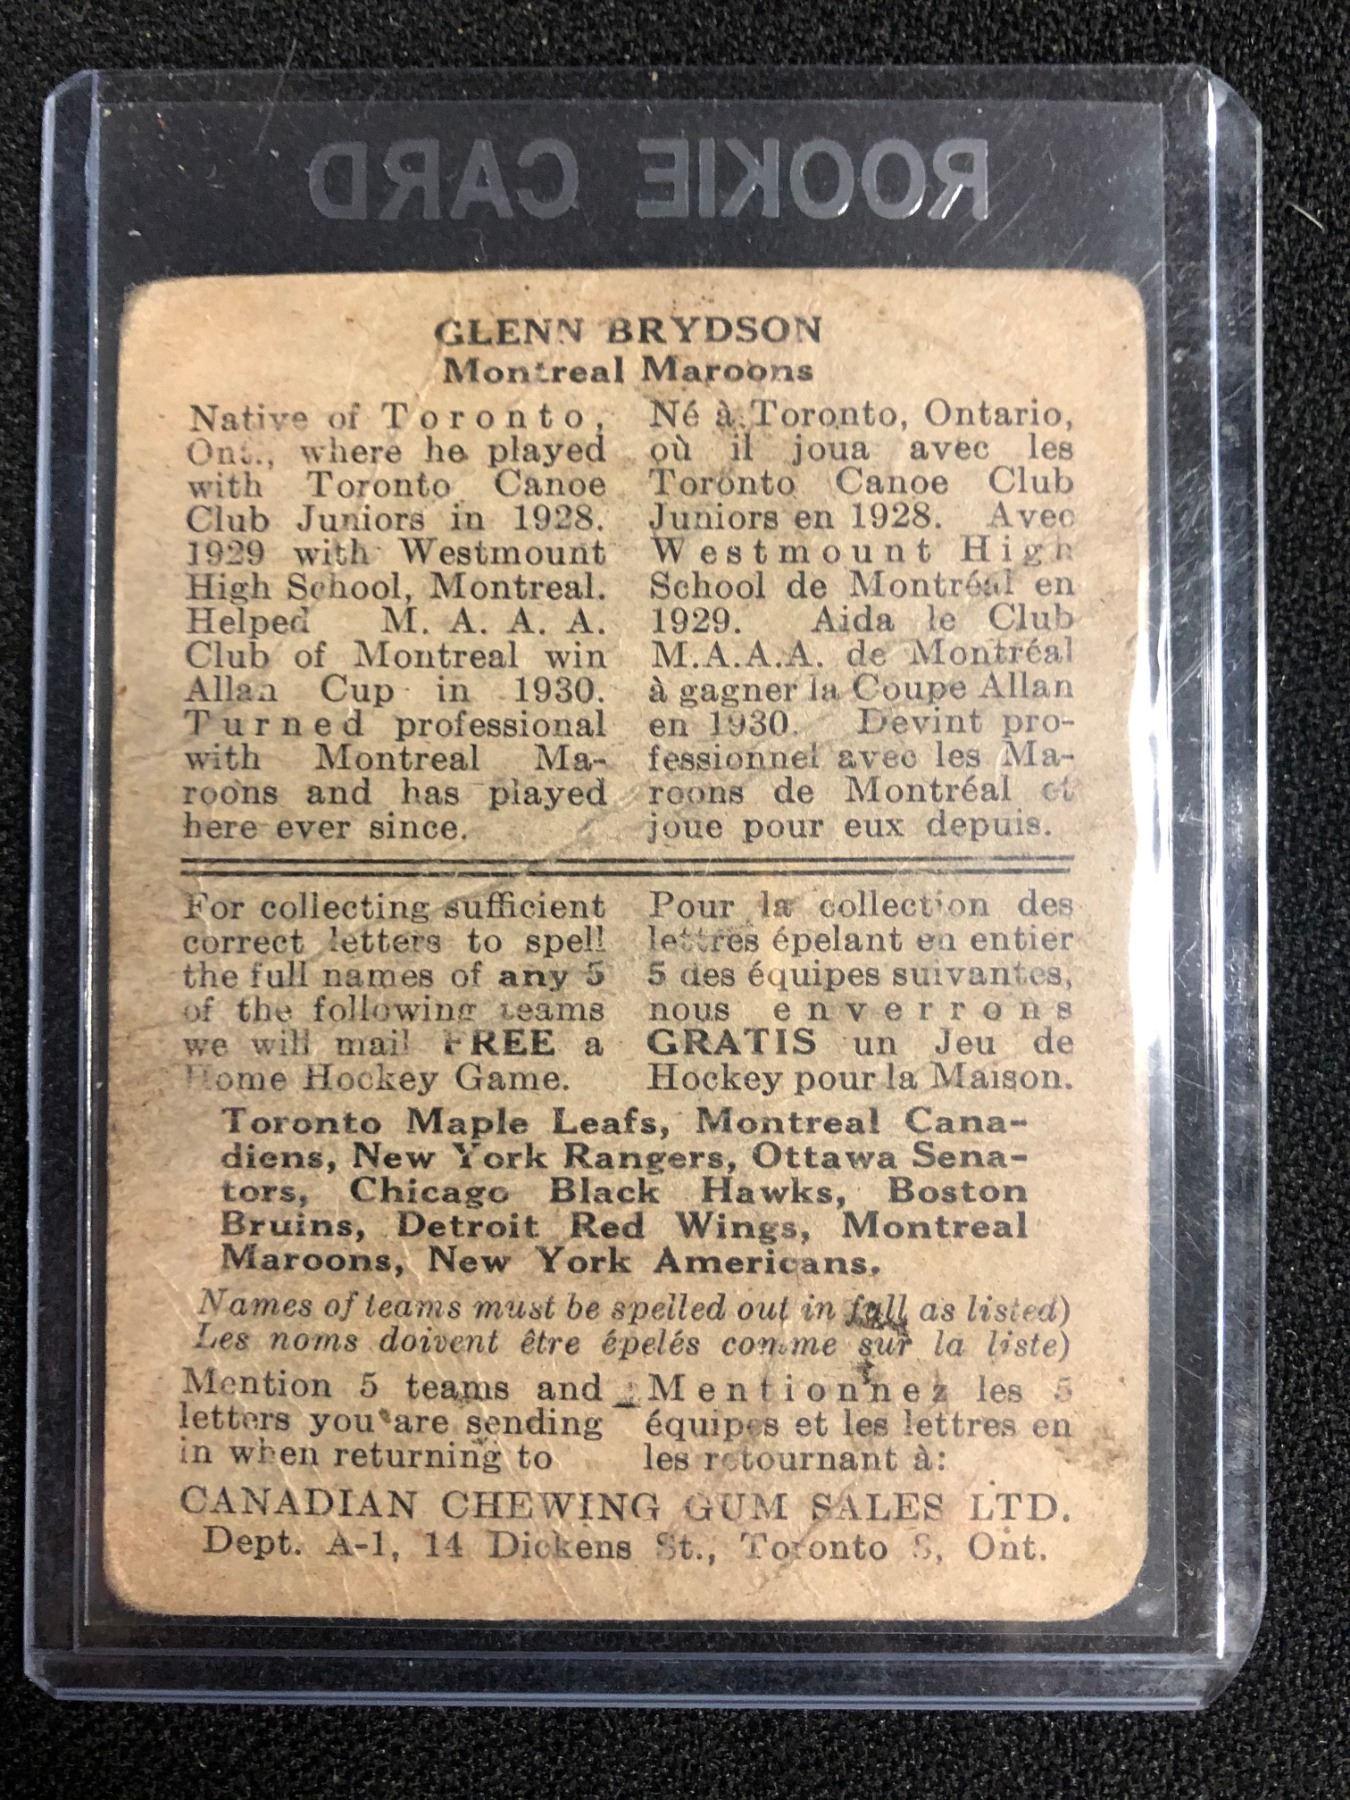 ROOKIE CARD
GLENN BRYDSON
Montreal Maroons
Native of Toronto,
Ont., where he played
with Toronto Canoe
Club Juniors in 1928.
1929 with Westmount
High School, Montreal.
Helped M. A. A. A.
Club of Montreal win
Allan Cup in 1930.
Turned professional
with Montreal Ma-
roons and has played
here ever since.
Né à Toronto, Ontario,
où il joua avec les
Toronto Canoe Club
Juniors en 1928. Avec
Westmount High
School de Montréal en
1929. Aida le Club
M.A.A.A. de Montréal
à gagner la Coupe Allan
en 1930. Devint pro-
fessionnel avec les Ma-
roons de Montréal et
joue pour eux depuis.
For collecting sufficient
correct letters to spell
the full names of any 5
of the following teams
we will mail FREE a
Home Hockey Game.
Pour la collection des
lettres épelant en entier
5 des équipes suivantes,
nous enverrons
GRATIS un Jeu de
Hockey pour la Maison.
Toronto Maple Leafs, Montreal Cana-
diens, New York Rangers, Ottawa Sena-
tors, Chicago Black Hawks, Boston
Bruins, Detroit Red Wings, Montreal
Maroons, New York Americans.
Names of teams must be spelled out in full as listed)
Les noms doivent être épelés comme sur la liste)
Mention 5 teams and
letters you are sending
in when returning to
Mentionnez les 5
équipes et les lettres en
les retournant à:
CANADIAN CHEWING GUM SALES LTD.
Dept. A-1, 14 Dickens St., Toronto 8, Ont.